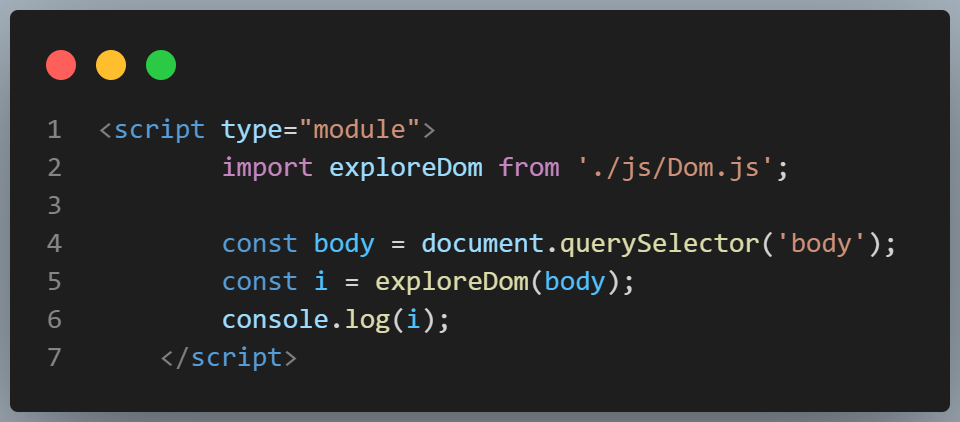 1 <script type="module">
2 import exploreDom from './js/Dom.js';
3
4 const body = document.querySelector('body');
5 const i = exploreDom(body);
6 console.log(i);
7 </script>